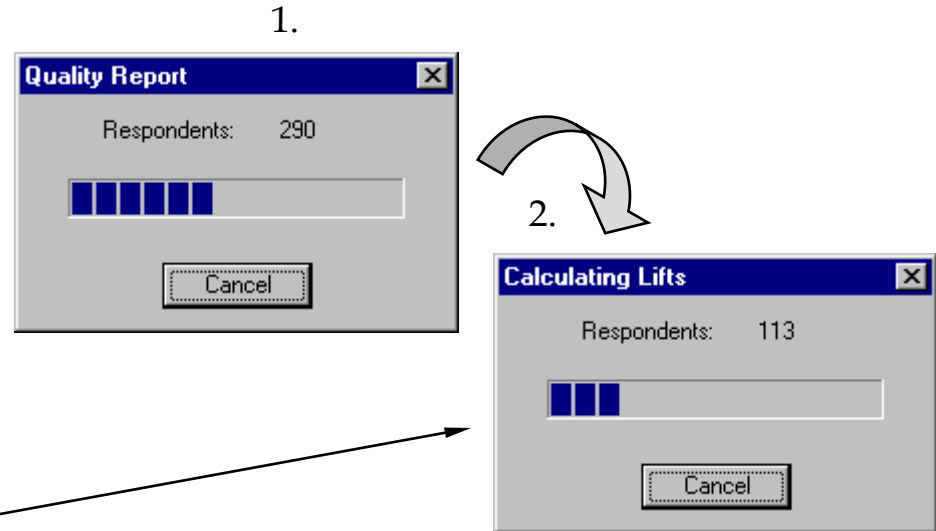 1.
Quality Report
Respondents: 290
Cancel
2.
Calculating Lifts
Respondents: 113
Cancel